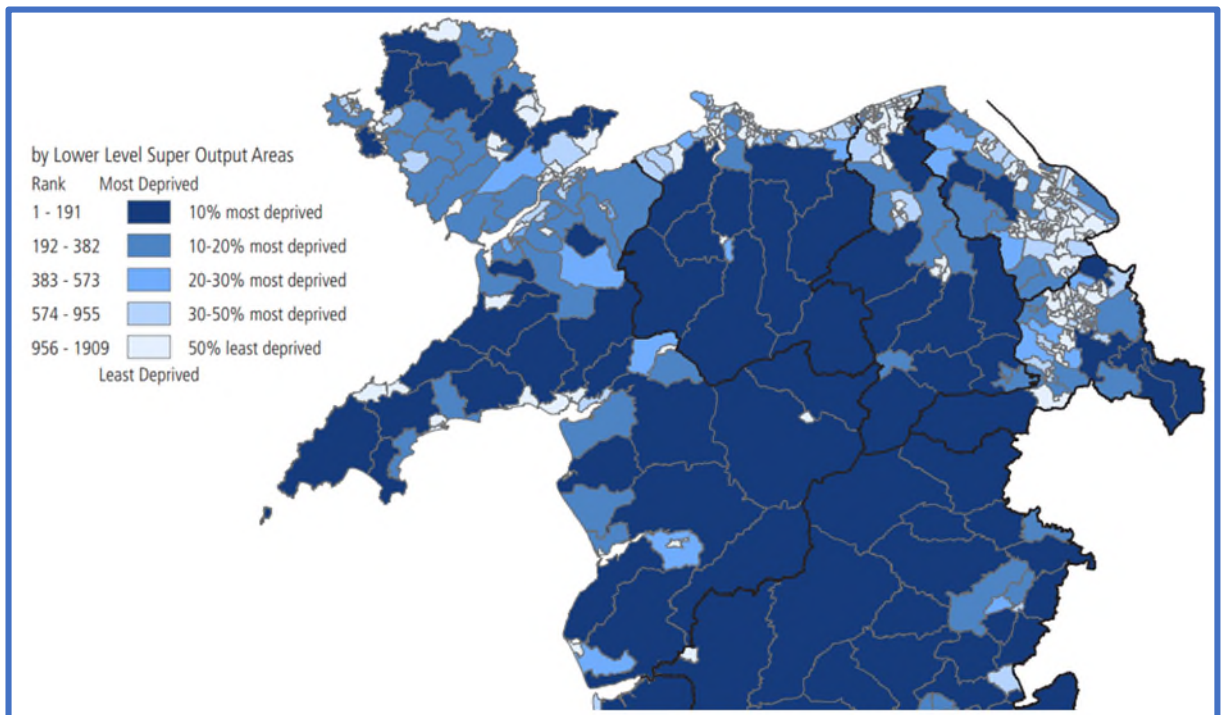 by Lower Level Super Output Areas
Rank Most Deprived
1 - 191 10% most deprived
192 - 382 10-20% most deprived
383 - 573 20-30% most deprived
574 - 955 30-50% most deprived
956 - 1909 50% least deprived
Least Deprived